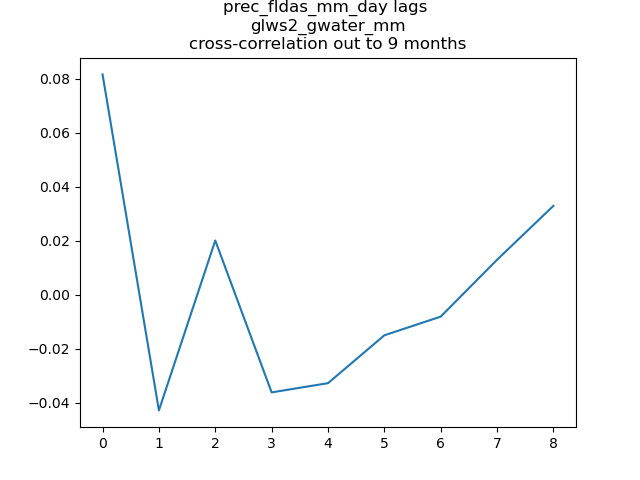 prec_fldas_mm_day lags
glws2_gwater_mm
cross-correlation out to 9 months
0.08
0.06
0.04
0.02
0.00
−0.02
−0.04
0 1 2 3 4 5 6 7 8